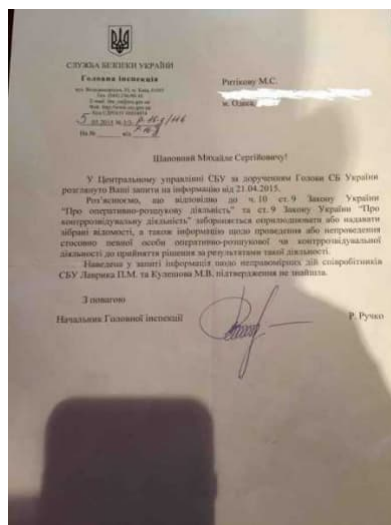 СЛУЖБА БЕЗПЕКИ УКРАЇНИ
Головна інспекція
Ритікову М.С.
м. Одеса,
На №
Шановний Михайле Сергійовичу!
У Центральному управлінні СБУ за дорученням Голови СБ України
розглянуто Ваші запити на інформацію від 21.04.2015.
Роз'яснюємо, що відповідно до ч. 10 ст. 9 Закону України
"Про оперативно-розшукову діяльність" та ст. 9 Закону України "Про
контррозвідувальну діяльність" забороняється оприлюднювати або надавати
зібрані відомості, а також інформацію щодо проведення або непроведення
стосовно певної особи оперативно-розшукової чи контррозвідувальної
діяльності до прийняття рішення за результатами такої діяльності.
Наведена у запиті інформація щодо неправомірних дій співробітників
СБУ Лаврика П.М. та Кулешова М.В. підтвердження не знайшла.
З повагою
Начальник Головної інспекції
Р. Ручко